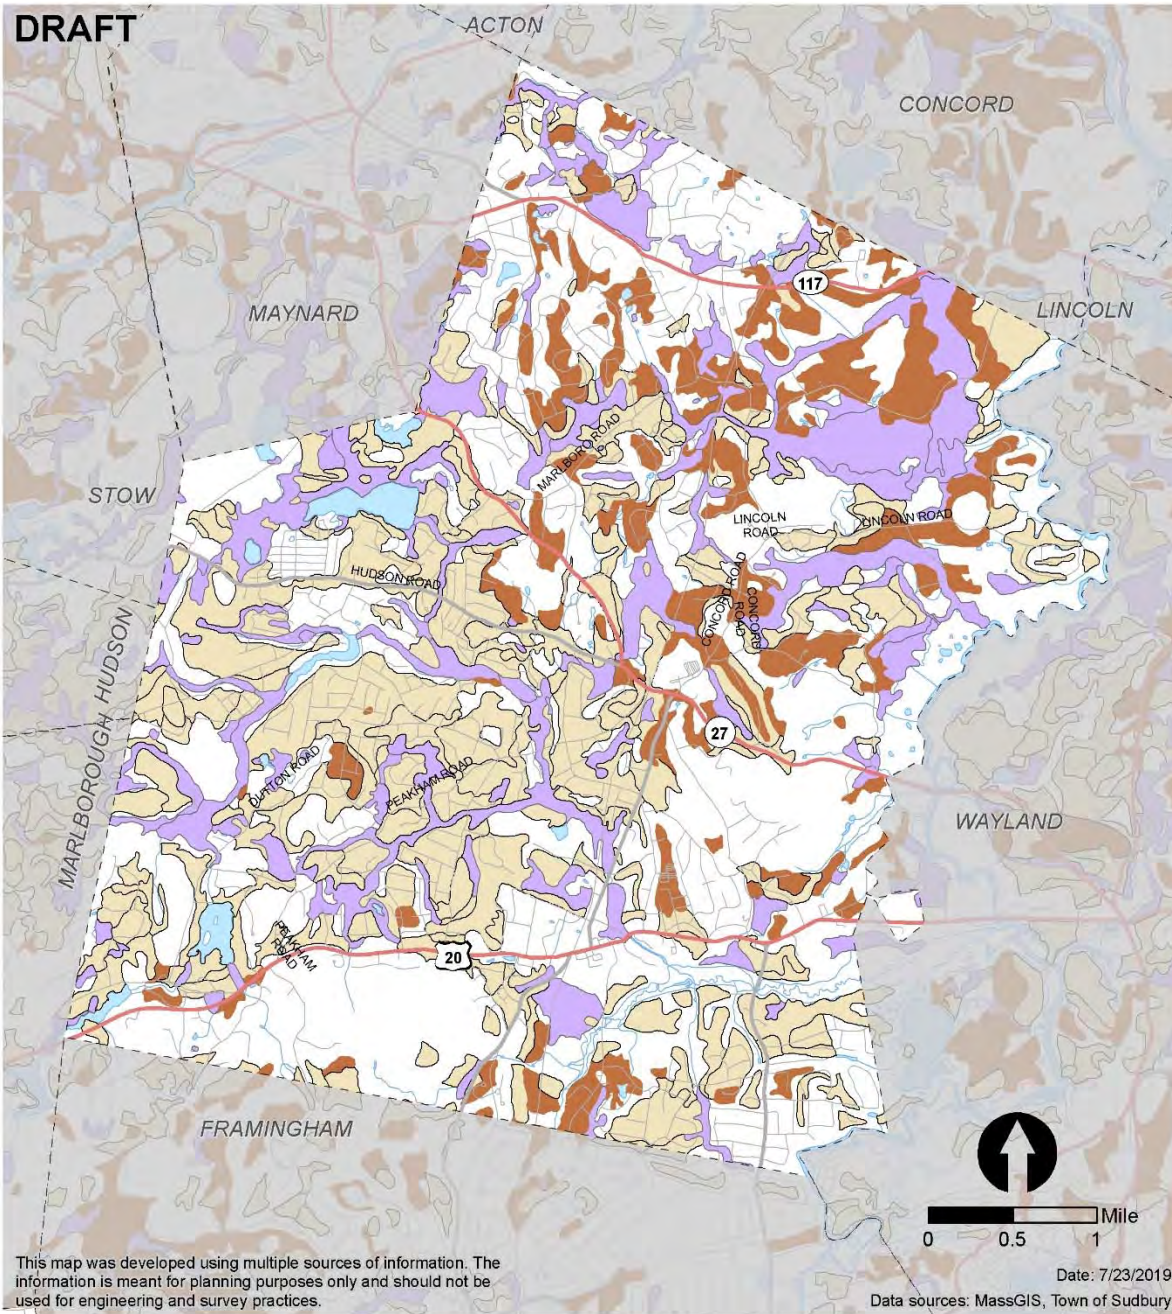 DRAFT
ACTON
CONCORD
117
LINCOLN
MAYNARD
MARLBORO ROAD
STOW
LINCOLN
ROAD
LINCOLN ROAD
HUDSON ROAD
CONCORD ROAD
CONCORD
ROAD
HUDSON
MARLBOROUGH
27
DUTTON ROAD
PEAKHAM ROAD
WAYLAND
PEAKHAM
ROAD
20
FRAMINGHAM
Mile
0 0.5 1
This map was developed using multiple sources of information. The
information is meant for planning purposes only and should not be
used for engineering and survey practices.
Date: 7/23/2019
Data sources: MassGIS, Town of Sudbury